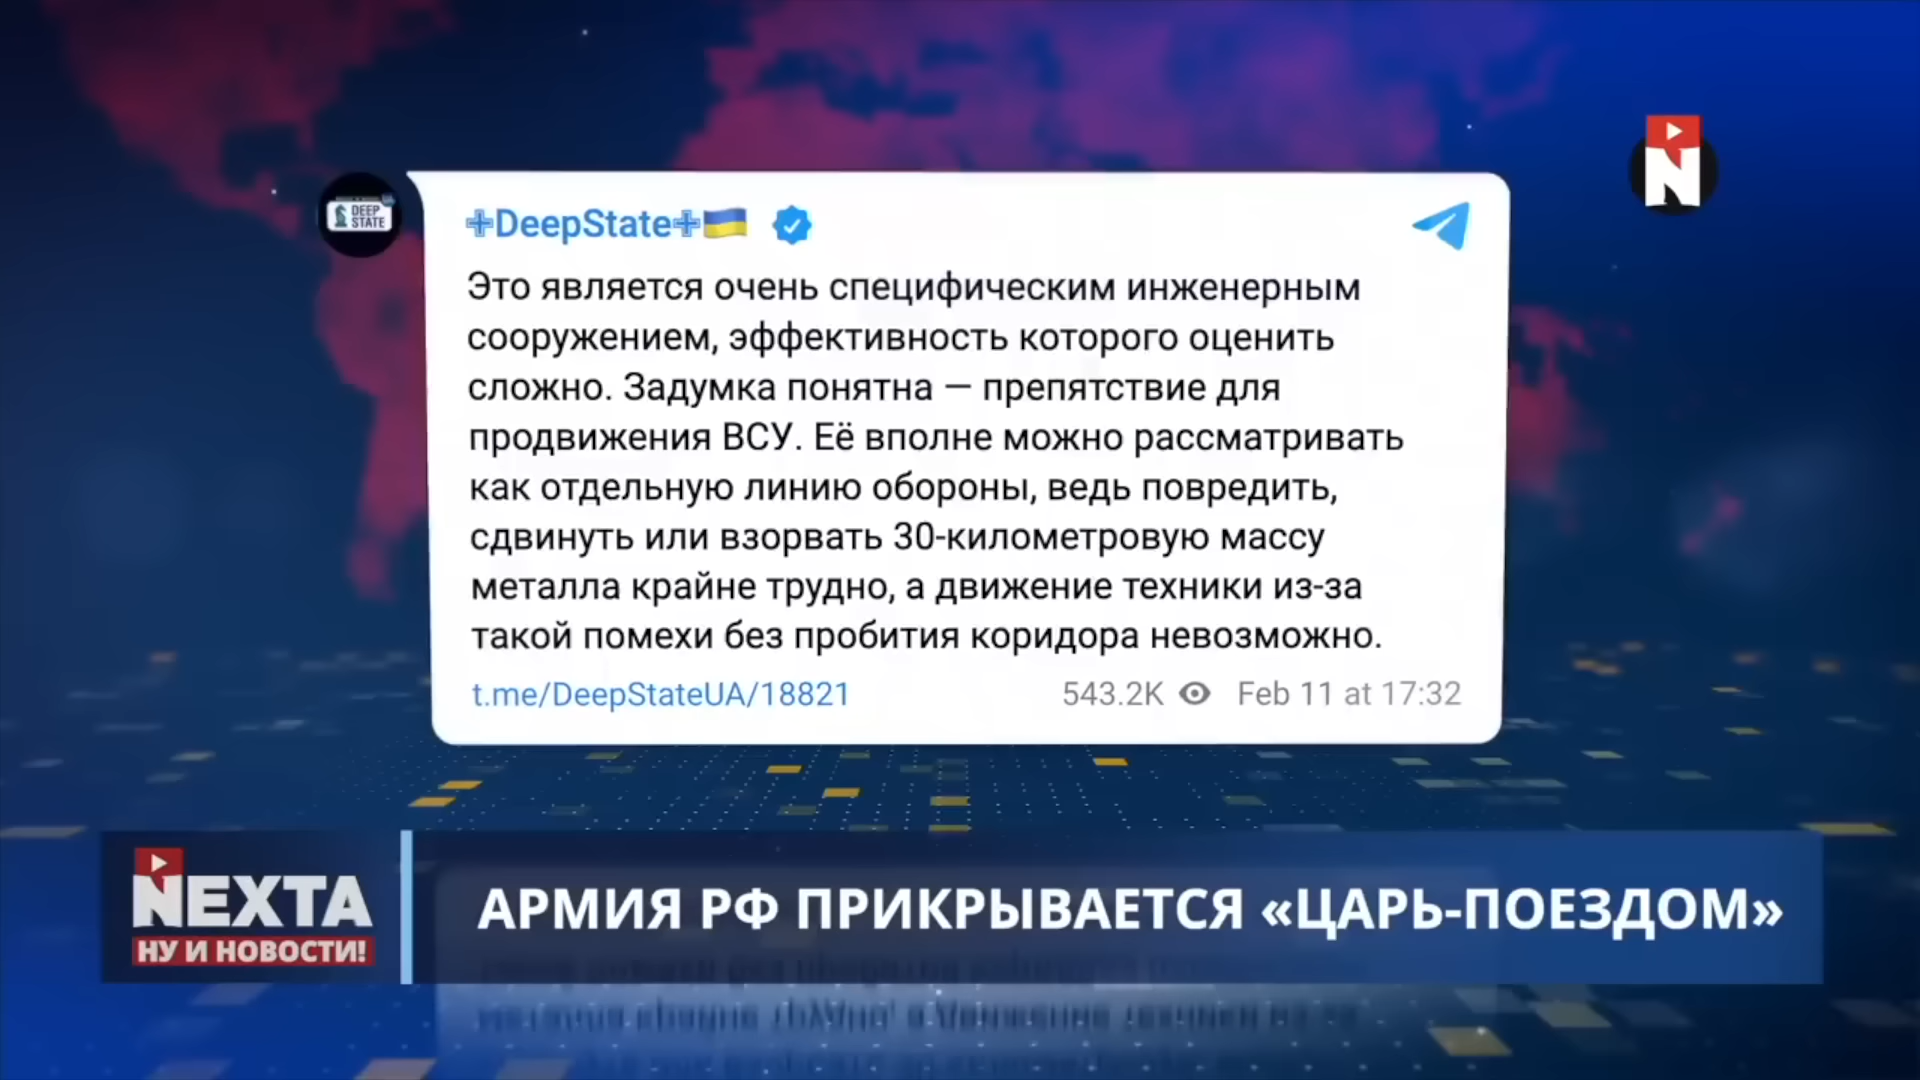 DEEP
STATE
DeepState
Это является очень специфическим инженерным
сооружением, эффективность которого оценить
сложно. Задумка понятна — препятствие для
продвижения ВСУ. Её вполне можно рассматривать
как отдельную линию обороны, ведь повредить,
сдвинуть или взорвать 30-километровую массу
металла крайне трудно, а движение техники из-за
такой помехи без пробития коридора невозможно.
t.me/DeepStateUA/18821 543.2K Feb 11 at 17:32
N
NEXTA
НУ И НОВОСТИ!
АРМИЯ РФ ПРИКРЫВАЕТСЯ «ЦАРЬ-ПОЕЗДОМ»